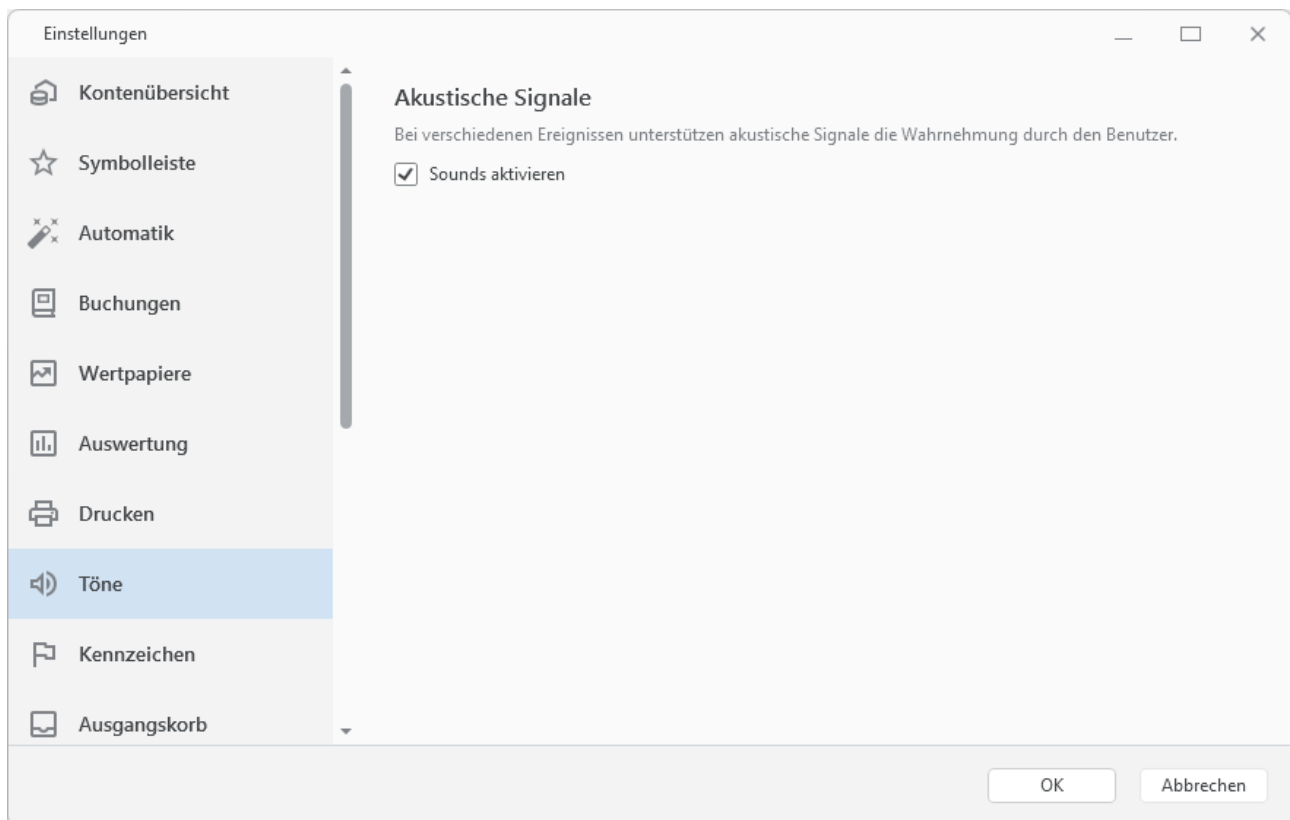 Einstellungen
Kontenübersicht
Symbolleiste
Automatik
Buchungen
Wertpapiere
Auswertung
Drucken
Töne
Kennzeichen
Ausgangskorb
Akustische Signale
Bei verschiedenen Ereignissen unterstützen akustische Signale die Wahrnehmung durch den Benutzer.
Sounds aktivieren
OK
Abbrechen